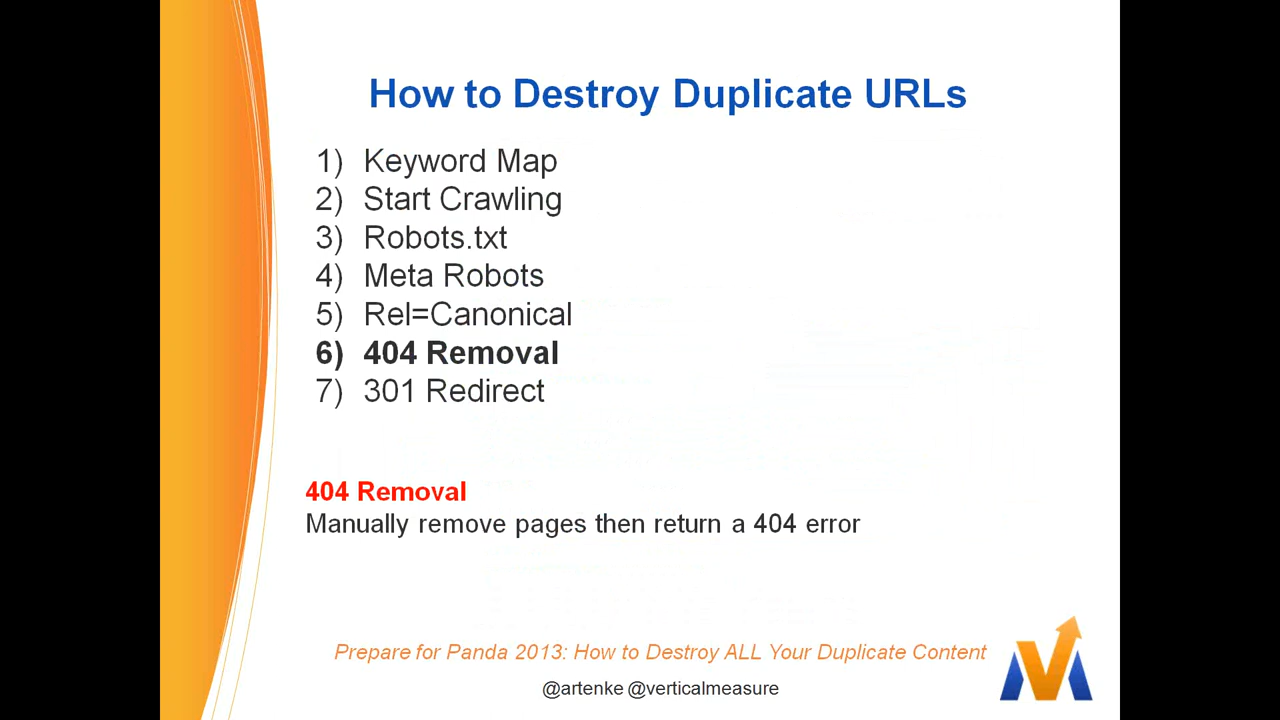 How to Destroy Duplicate URLs
1) Keyword Map
2) Start Crawling
3) Robots.txt
4) Meta Robots
5) Rel=Canonical
6) 404 Removal
7) 301 Redirect
404 Removal
Manually remove pages then return a 404 error
Prepare for Panda 2013: How to Destroy ALL Your Duplicate Content
@artenke @verticalmeasure